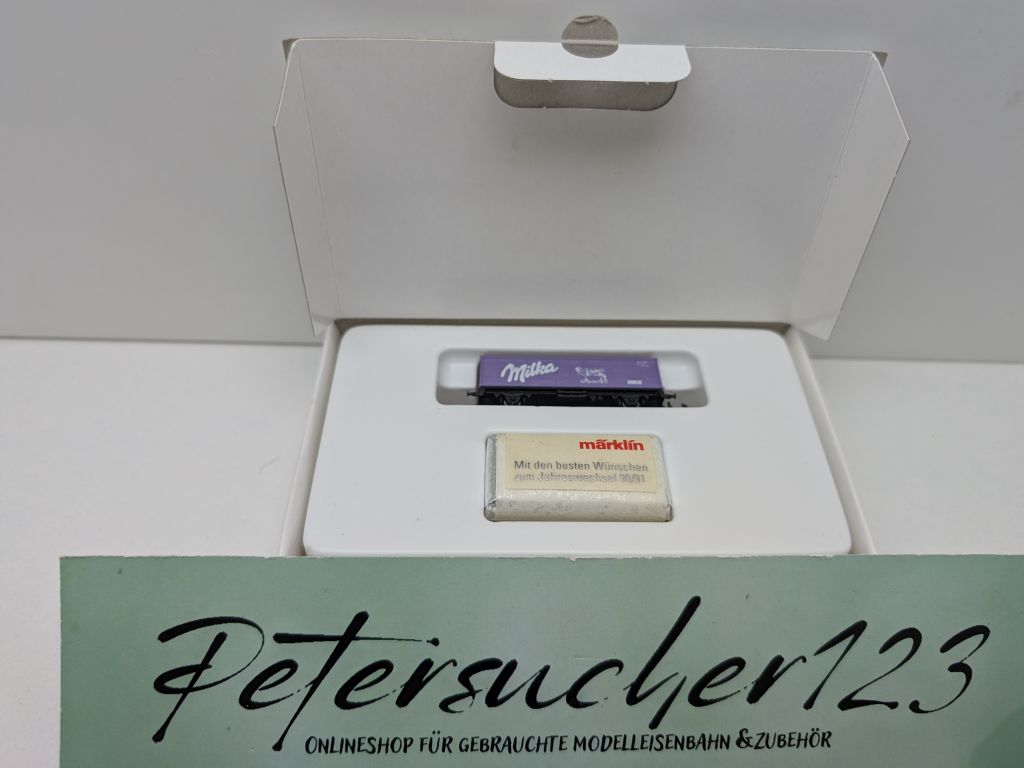 Milka
märklin
Mit den besten Wünschen
zum Jahreswechsel 90/91
Petersucher123
ONLINESHOP FÜR GEBRAUCHTE MODELLEISENBAHN & ZUBEHÖR